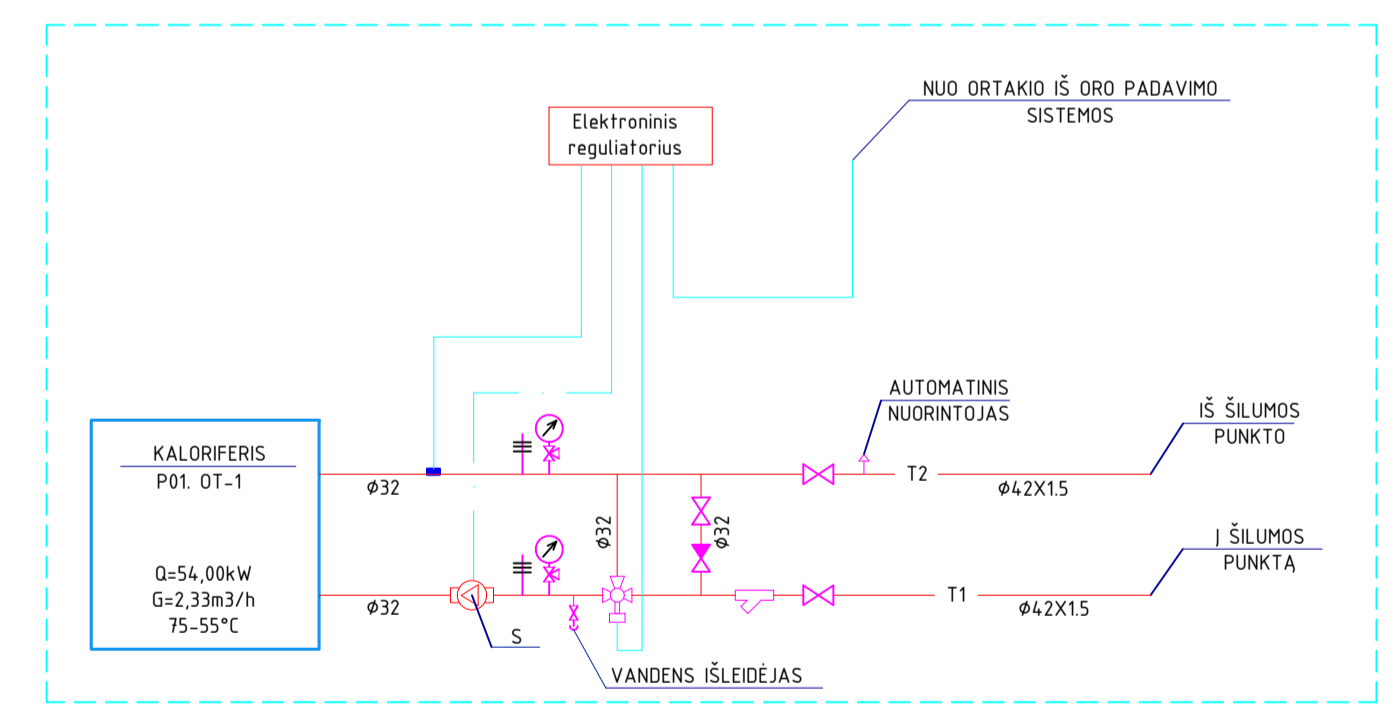 NUO ORTAKIO IŠ ORO PADAVIMO
SISTEMOS
Elektroninis
reguliatorius
AUTOMATINIS
NUORINTOJAS
IŠ ŠILUMOS
PUNKTO
KALORIFERIS
P01. OT-1
Ø32
T2
Ø42X1.5
Ø32
Ø32
Į ŠILUMOS
PUNKTĄ
Q=54,00kW
G=2,33m3/h
75-55°C
Ø32
T1
Ø42X1.5
S
VANDENS IŠLEIDĖJAS